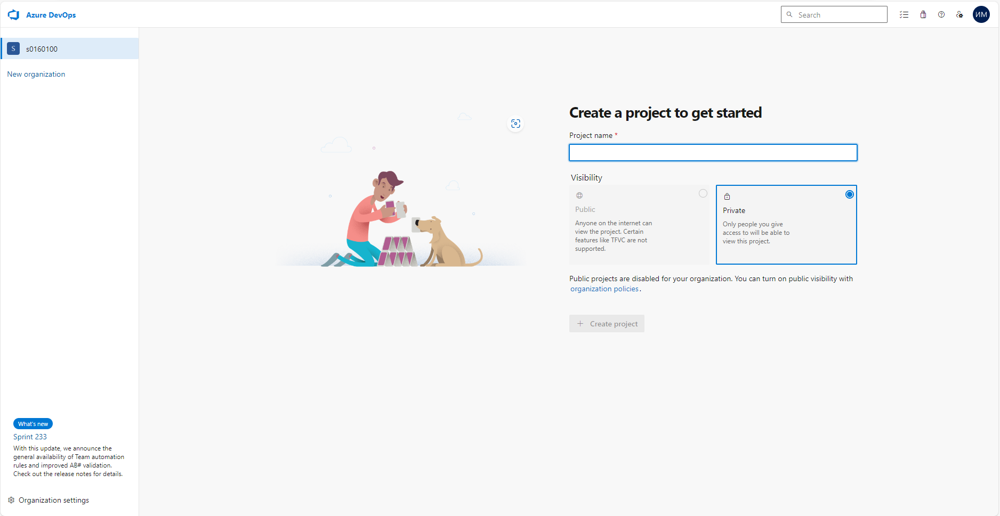 Azure DevOps
Search
ИМ
S
s0160100
New organization
Create a project to get started
Project name *
Visibility
Public
Anyone on the internet can
view the project. Certain
features like TFVC are not
supported.
Private
Only people you give
access to will be able to
view this project.
Public projects are disabled for your organization. You can turn on public visibility with
organization policies.
+ Create project
What's new
Sprint 233
With this update, we announce the
general availability of Team automation
rules and improved AB# validation.
Check out the release notes for details.
Organization settings